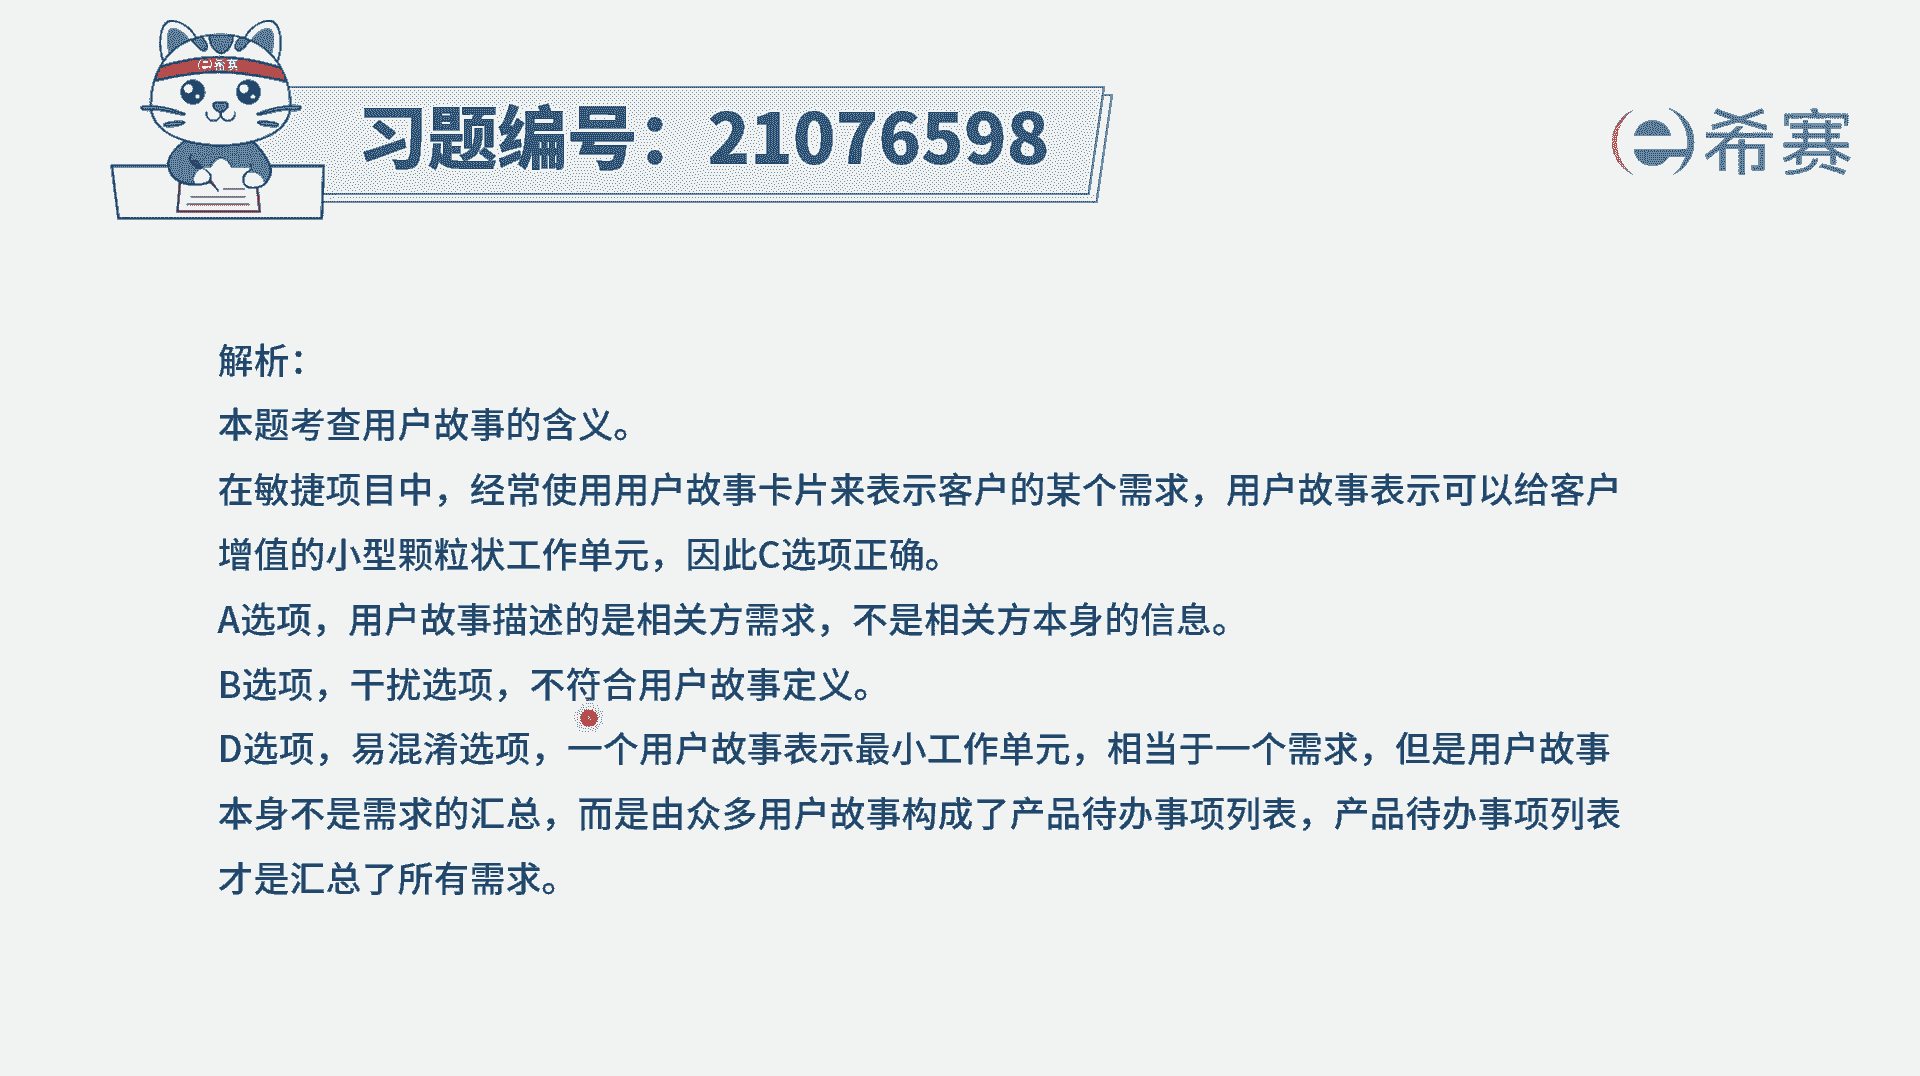 希赛
习题编号：21076598
希赛
解析：
本题考查用户故事的含义。
在敏捷项目中，经常使用用户故事卡片来表示客户的某个需求，用户故事表示可以给客户
增值的小型颗粒状工作单元，因此C选项正确。
A选项，用户故事描述的是相关方需求，不是相关方本身的信息。
B选项，干扰选项，不符合用户故事定义。
D选项，易混淆选项，一个用户故事表示最小工作单元，相当于一个需求，但是用户故事
本身不是需求的汇总，而是由众多用户故事构成了产品待办事项列表，产品待办事项列表
才是汇总了所有需求。